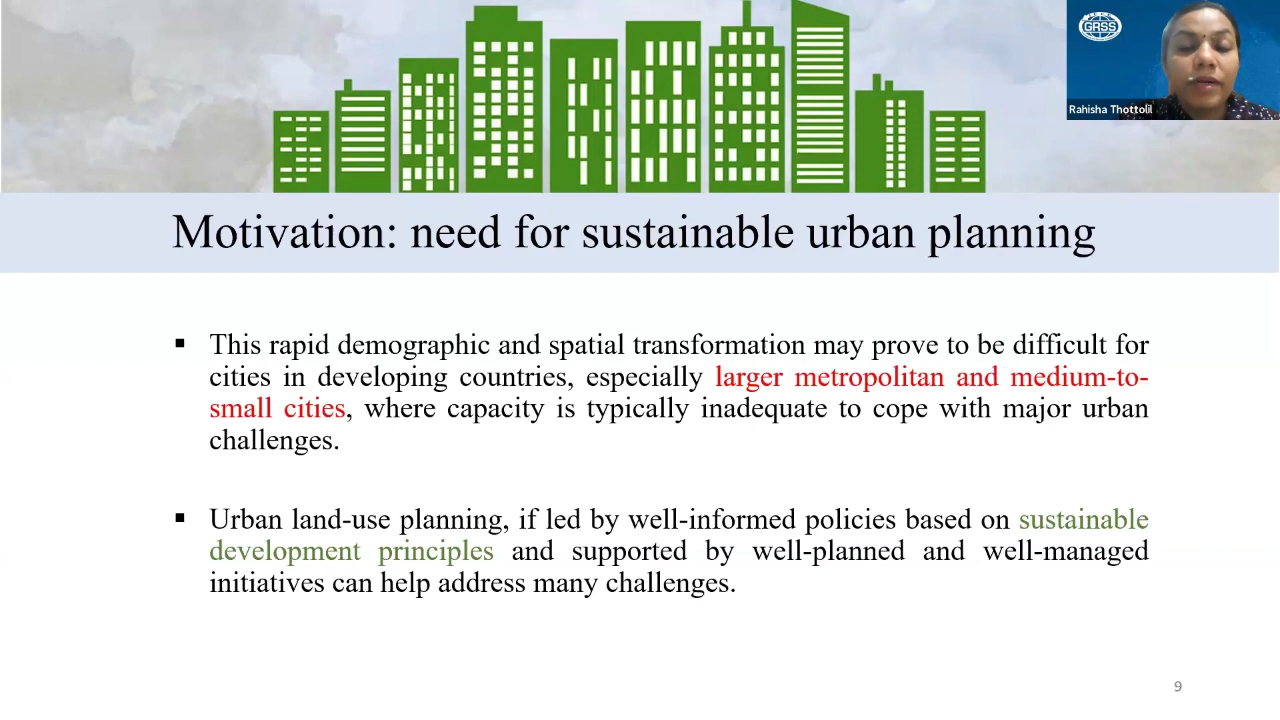 GRSS
Rahisha Thottolil
Motivation: need for sustainable urban planning
▪ This rapid demographic and spatial transformation may prove to be difficult for
cities in developing countries, especially larger metropolitan and medium-to-
small cities, where capacity is typically inadequate to cope with major urban
challenges.
▪ Urban land-use planning, if led by well-informed policies based on sustainable
development principles and supported by well-planned and well-managed
initiatives can help address many challenges.
9